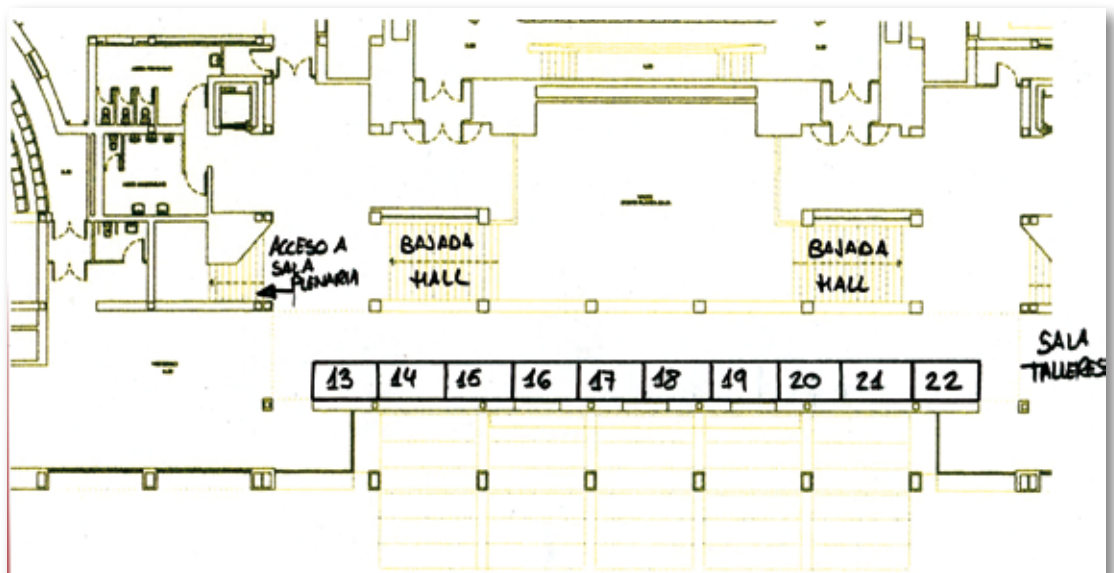 ACCESO A
SALA
PLENARIA
BAJADA
HALL
BAJADA
HALL
SALA
TALLERES
13 14 15 16 17 18 19 20 21 22